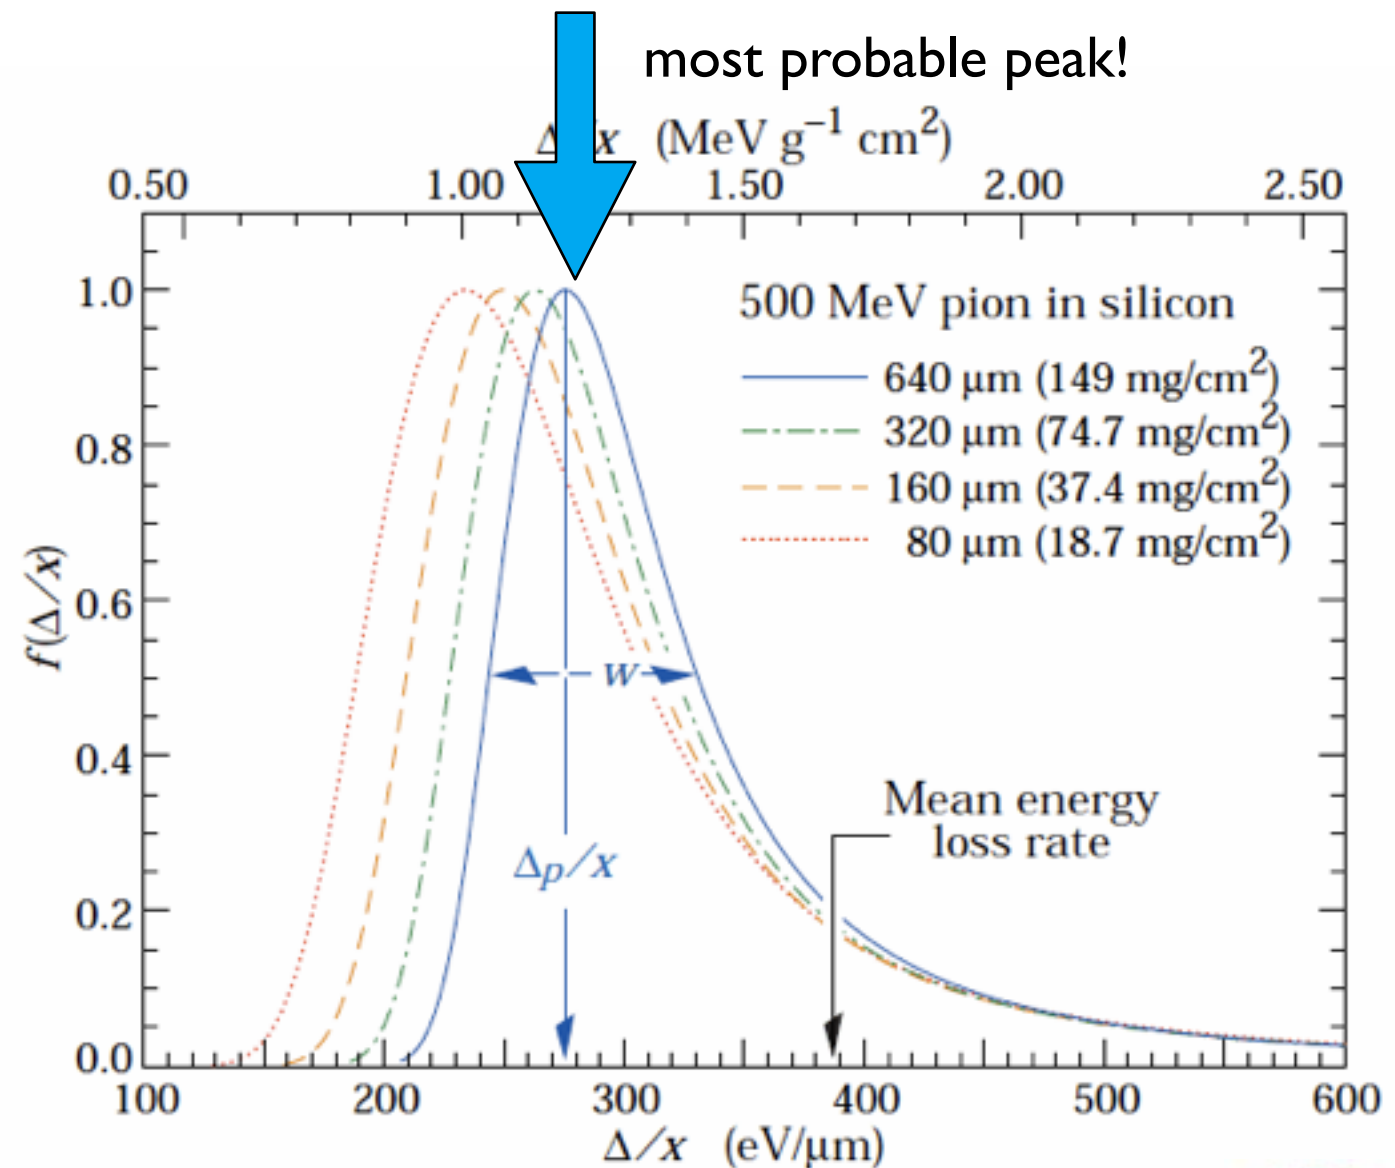 most probable peak!
Δ/x (MeV g⁻¹ cm²)
0.50 1.00 1.50 2.00 2.50
1.0
0.8
0.6
0.4
0.2
0.0
f(Δ/x)
500 MeV pion in silicon
640 μm (149 mg/cm²)
320 μm (74.7 mg/cm²)
160 μm (37.4 mg/cm²)
80 μm (18.7 mg/cm²)
w
Δp/x
Mean energy
loss rate
100 200 300 400 500 600
Δ/x (eV/μm)